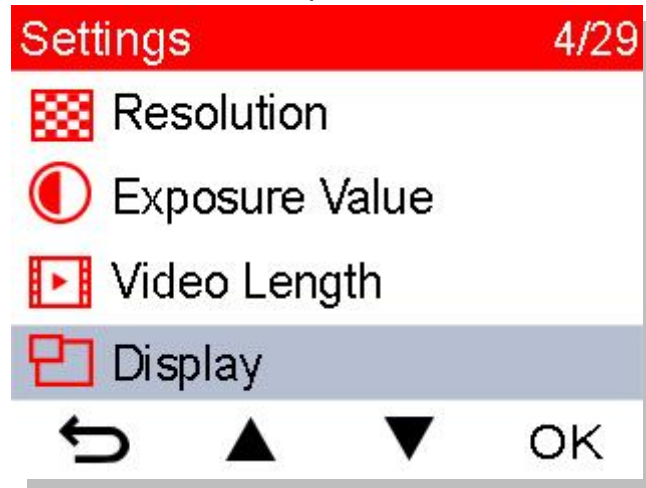 Settings 4/29
Resolution
Exposure Value
Video Length
Display
OK